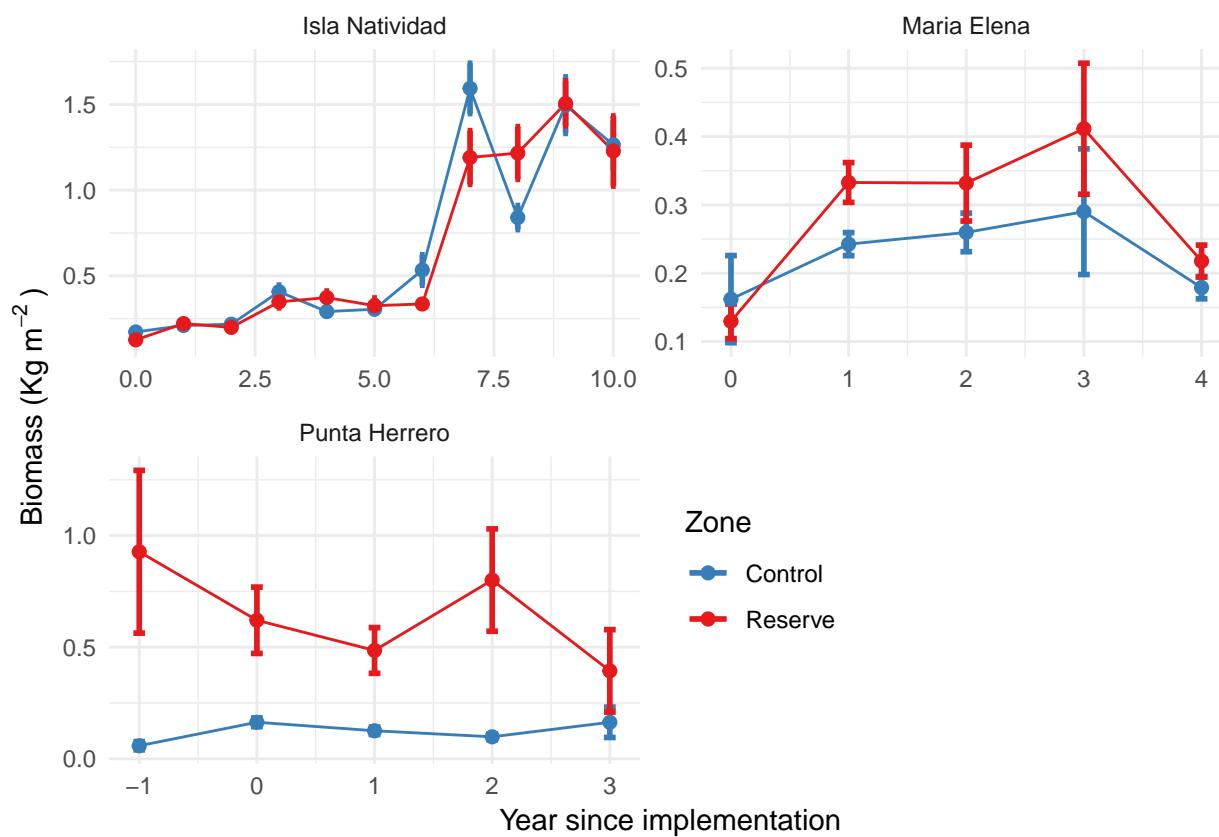 Isla Natividad
Maria Elena
1.5
1.0
0.5
0.0 2.5 5.0 7.5 10.0
0.5
0.4
0.3
0.2
0.1
0 1 2 3 4
Punta Herrero
1.0
0.5
0.0
−1 0 1 2 3
Biomass (Kg m⁻²)
Year since implementation
Zone
Control
Reserve